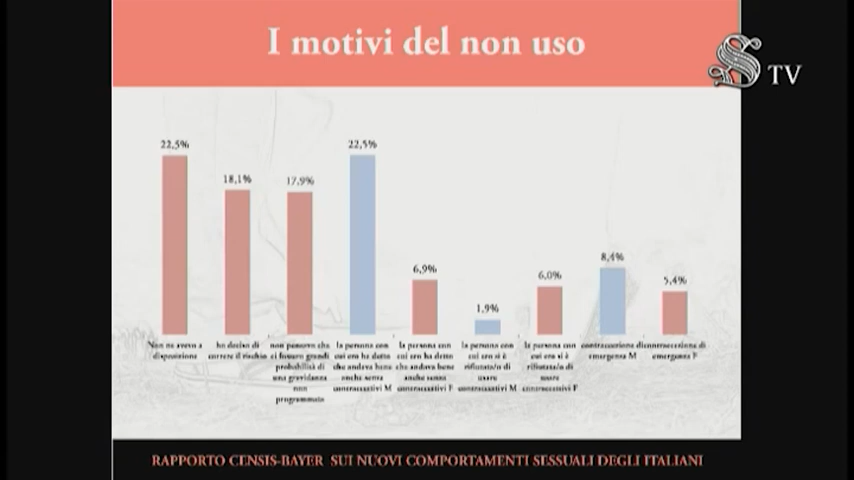 I motivi del non uso
S TV
22,5%
18,1%
17,9%
22,5%
6,9%
1,9%
6,0%
8,4%
5,4%
Non ne avevo a
disposizione
ho deciso di
correre il rischio
non pensavo che
ci fossero grandi
probabilità di
una gravidanza
non
programmata
la persona con
cui ero ha detto
che andava bene
anche senza
contraccettivi M
la persona con
cui ero ha detto
che andava bene
anche senza
contraccettivi F
la persona con
cui ero si è
rifiutata/o di
usare
contraccettivi M
la persona con
cui ero si è
rifiutata/o di
usare
contraccettivi F
contraccezione di
emergenza M
contraccezione di
emergenza F
RAPPORTO CENSIS-BAYER SUI NUOVI COMPORTAMENTI SESSUALI DEGLI ITALIANI